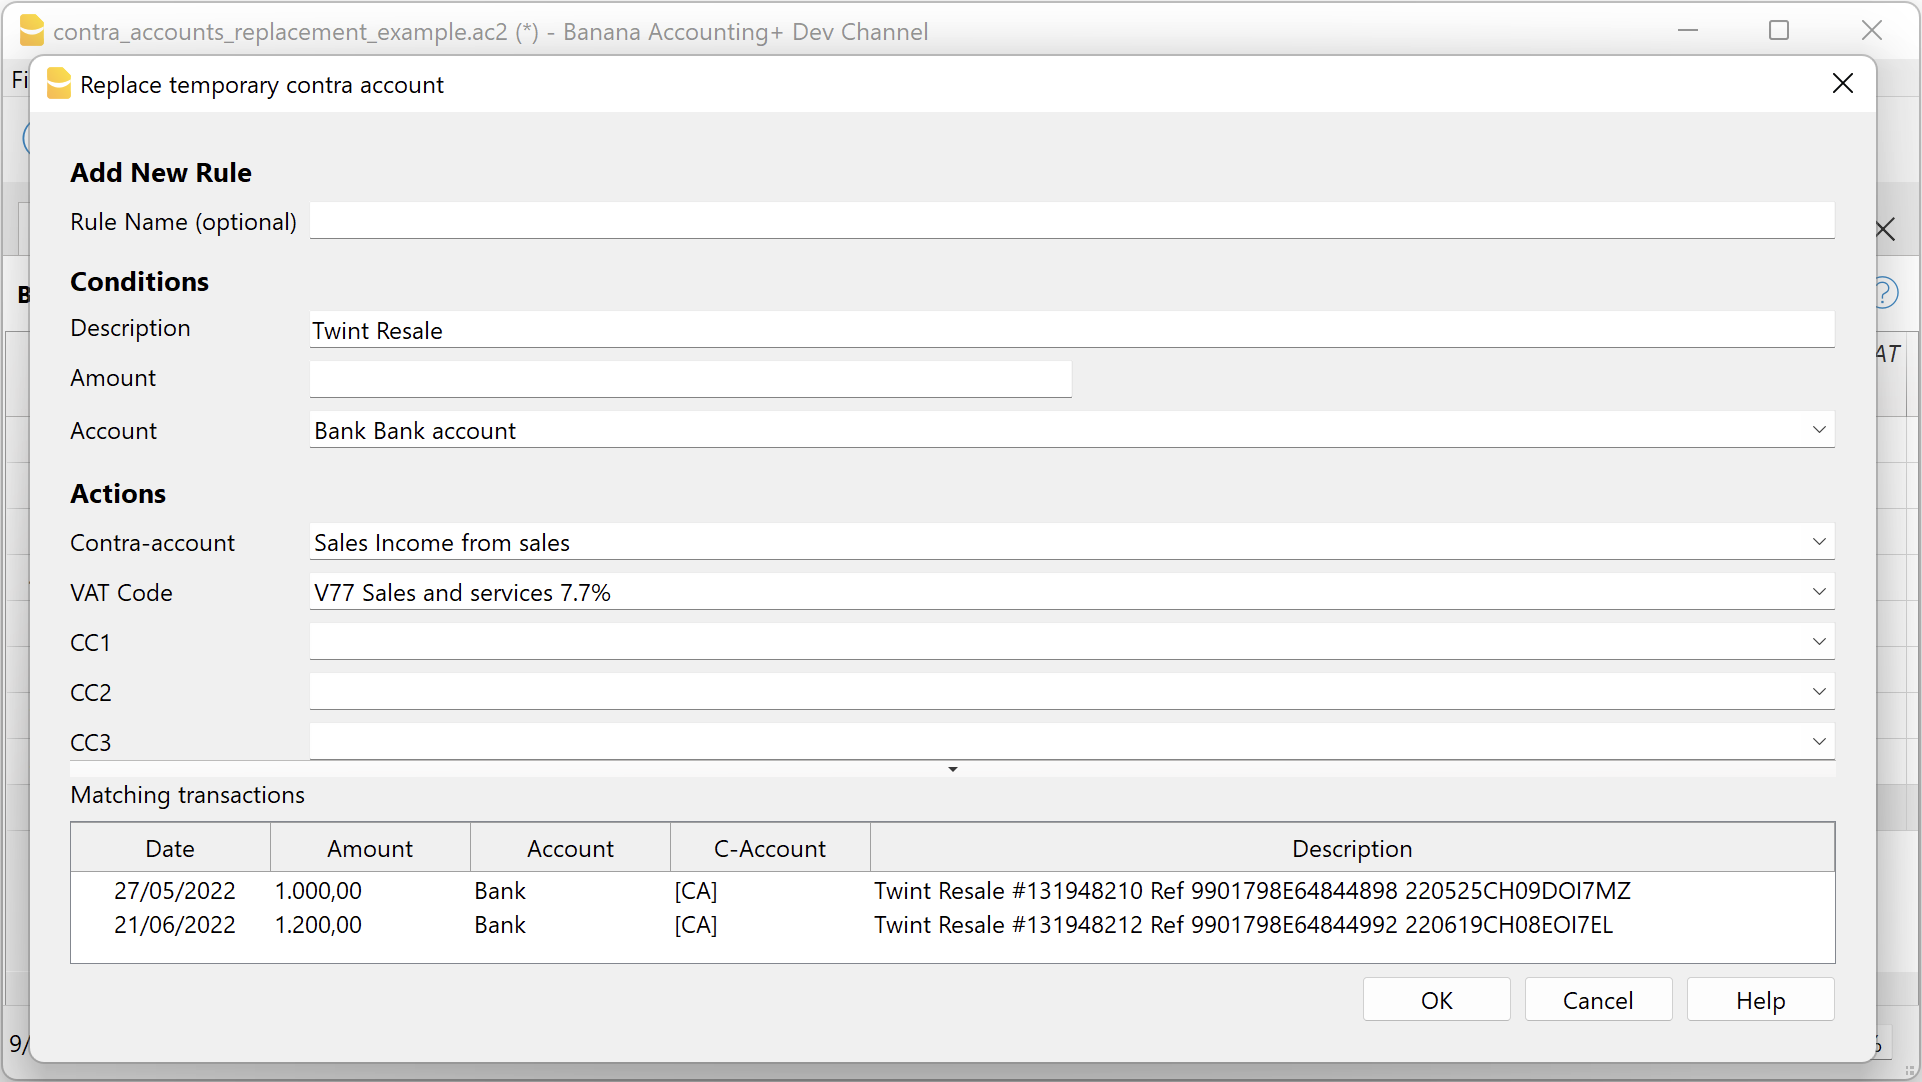 contra_accounts_replacement_example.ac2 (*) - Banana Accounting+ Dev Channel
Fi
Replace temporary contra account
Add New Rule
Rule Name (optional)
Conditions
B
?
Description Twint Resale
AT
Amount
Account Bank Bank account
Actions
Contra-account Sales Income from sales
VAT Code V77 Sales and services 7.7%
CC1
CC2
CC3
Matching transactions
Date Amount Account C-Account Description
27/05/2022 1.000,00 Bank [CA] Twint Resale #131948210 Ref 9901798E64844898 220525CH09DOI7MZ
21/06/2022 1.200,00 Bank [CA] Twint Resale #131948212 Ref 9901798E64844992 220619CH08EOI7EL
OK Cancel Help
9/